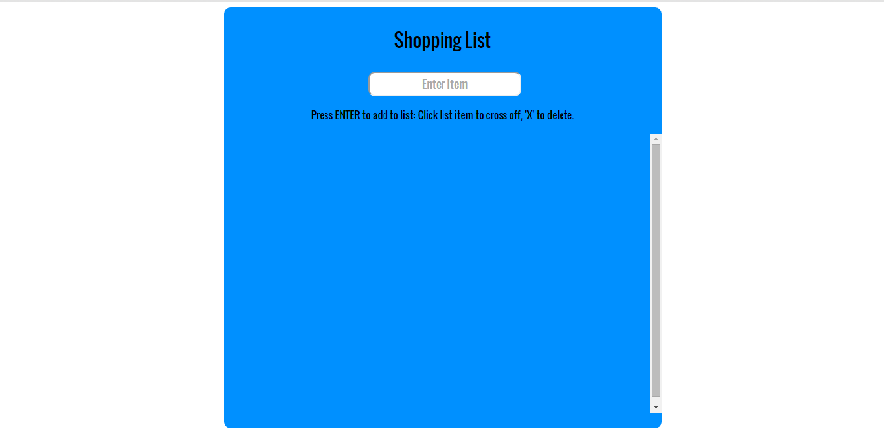 Shopping List
Enter Item
Press ENTER to add to list: Click list item to cross off, 'X' to delete.